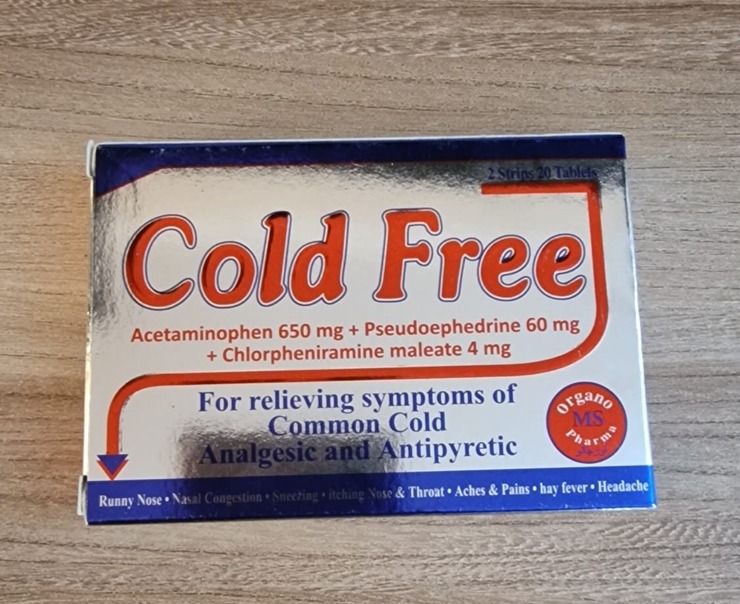 2 Strips 20 Tablets
Cold Free
Acetaminophen 650 mg + Pseudoephedrine 60 mg
+ Chlorpheniramine maleate 4 mg
For relieving symptoms of
Common Cold
Analgesic and Antipyretic
Organo
MS
Pharma
Runny Nose • Nasal Congestion • Sneezing • itching Nose & Throat • Aches & Pains • hay fever • Headache